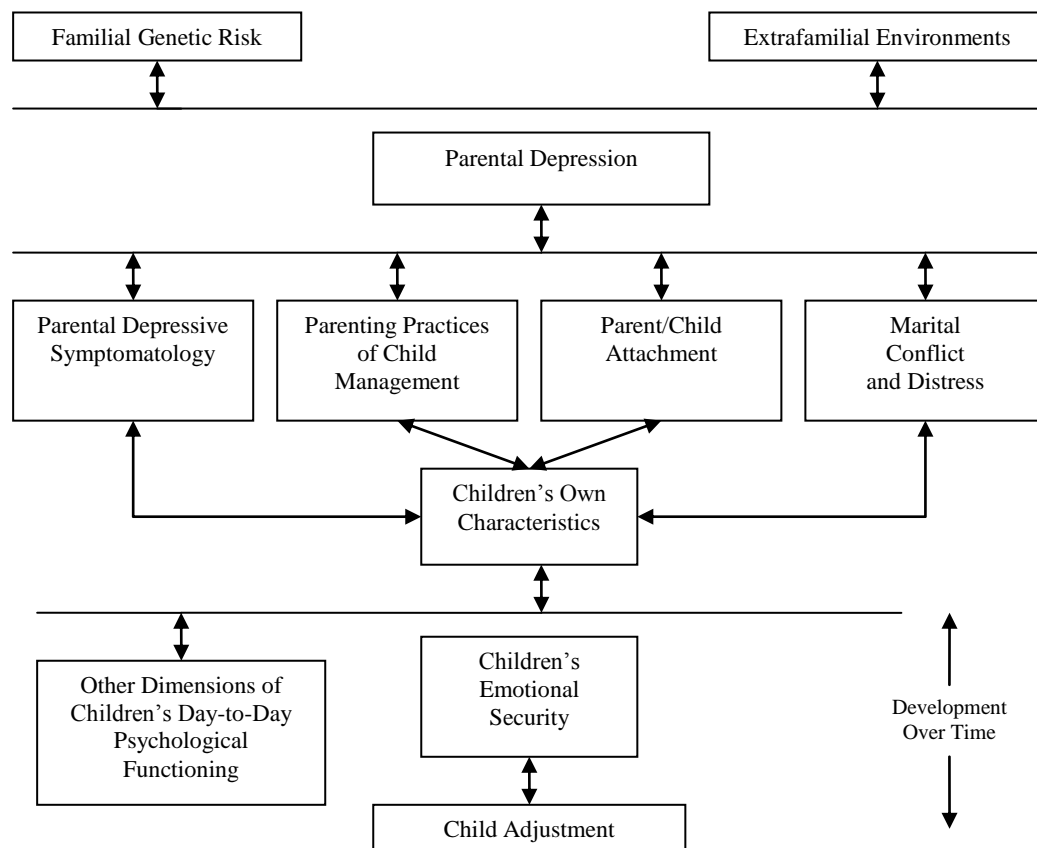 Familial Genetic Risk
Extrafamilial Environments
Parental Depression
Parental Depressive
Symptomatology
Parenting Practices
of Child
Management
Parent/Child
Attachment
Marital
Conflict
and Distress
Children’s Own
Characteristics
Other Dimensions of
Children’s Day-to-Day
Psychological
Functioning
Children’s
Emotional
Security
Development
Over Time
Child Adjustment